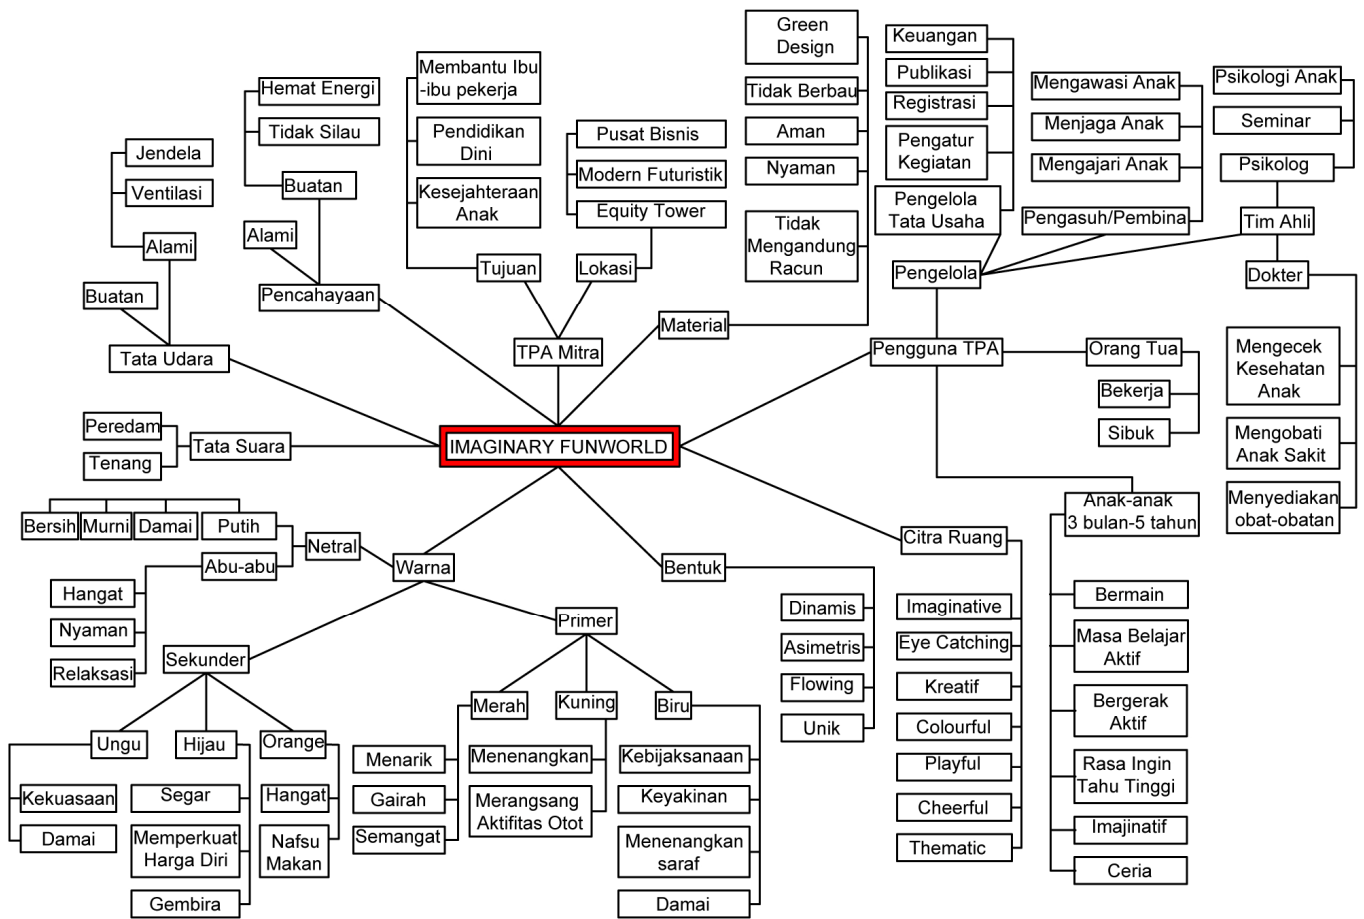 IMAGINARY FUNWORLD
Tata Udara
Buatan
Alami
Jendela
Ventilasi
Pencahayaan
Alami
Buatan
Hemat Energi
Tidak Silau
TPA Mitra
Tujuan
Membantu Ibu
-ibu pekerja
Pendidikan
Dini
Kesejahteraan
Anak
Lokasi
Pusat Bisnis
Modern Futuristik
Equity Tower
Material
Green
Design
Tidak Berbau
Aman
Nyaman
Tidak
Mengandung
Racun
Pengguna TPA
Pengelola
Pengelola
Tata Usaha
Keuangan
Publikasi
Registrasi
Pengatur
Kegiatan
Pengasuh/Pembina
Mengawasi Anak
Menjaga Anak
Mengajari Anak
Tim Ahli
Psikolog
Psikologi Anak
Seminar
Dokter
Mengecek
Kesehatan
Anak
Mengobati
Anak Sakit
Menyediakan
obat-obatan
Orang Tua
Bekerja
Sibuk
Anak-anak
3 bulan-5 tahun
Bermain
Masa Belajar
Aktif
Bergerak
Aktif
Rasa Ingin
Tahu Tinggi
Imajinatif
Ceria
Citra Ruang
Imaginative
Eye Catching
Kreatif
Colourful
Playful
Cheerful
Thematic
Bentuk
Dinamis
Asimetris
Flowing
Unik
Tata Suara
Peredam
Tenang
Warna
Netral
Putih
Bersih
Murni
Damai
Abu-abu
Hangat
Nyaman
Relaksasi
Sekunder
Ungu
Kekuasaan
Damai
Hijau
Segar
Memperkuat
Harga Diri
Gembira
Orange
Hangat
Nafsu
Makan
Primer
Merah
Menarik
Gairah
Semangat
Kuning
Menenangkan
Merangsang
Aktifitas Otot
Biru
Kebijaksanaan
Keyakinan
Menenangkan
saraf
Damai